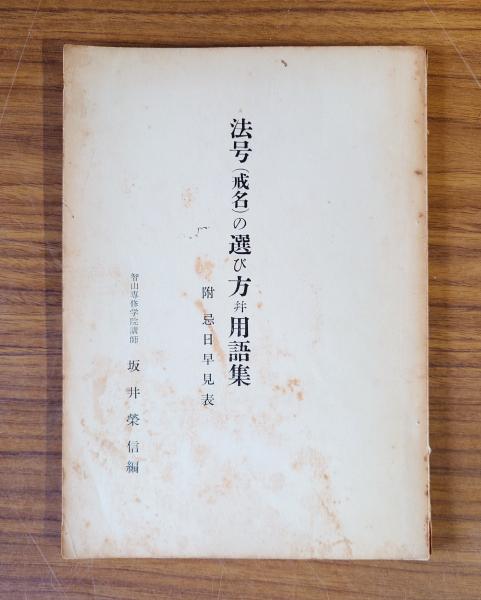 法号(戒名)の選び方幷用語集
附忌日早見表
智山専修学院講師 坂井榮信編